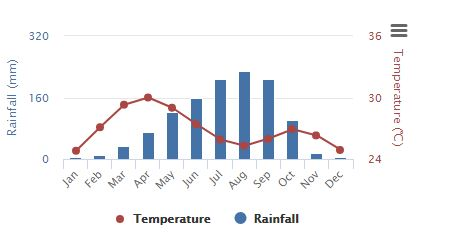 320
36
Rainfall (mm)
160
30
Temperature (ºC)
0
24
Jan Feb Mar Apr May Jun Jul Aug Sep Oct Nov Dec
Temperature Rainfall